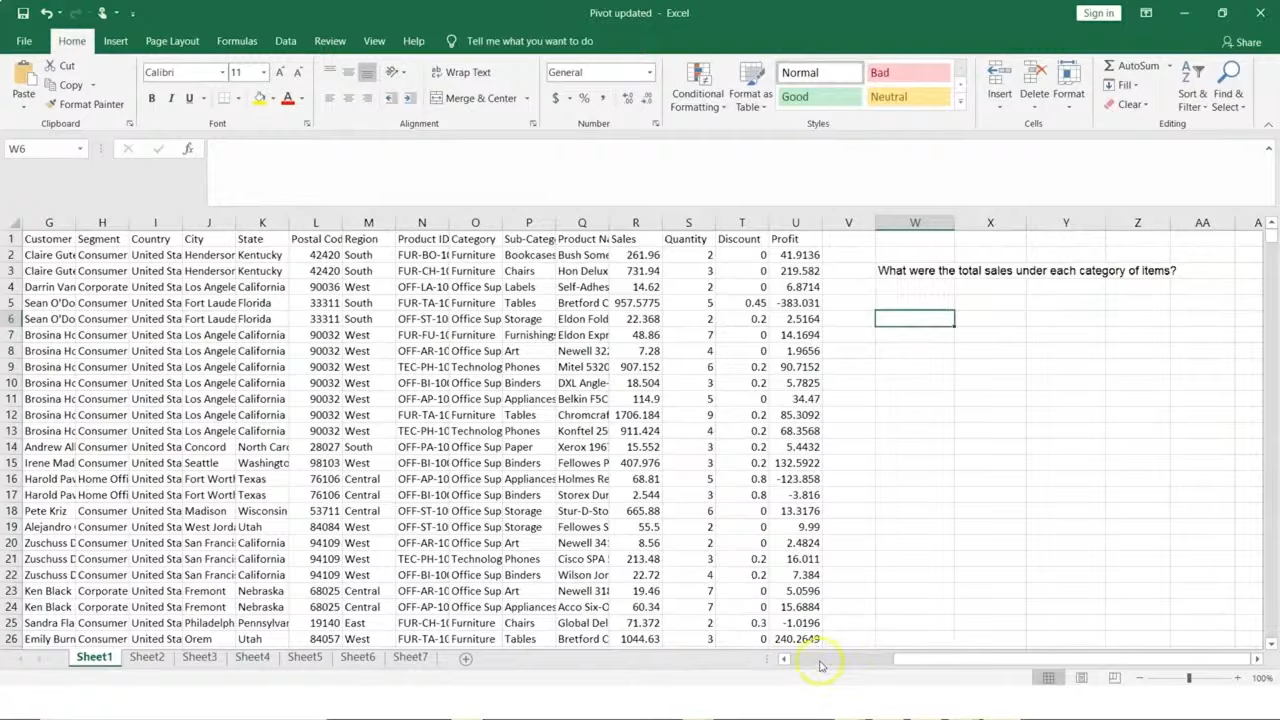 Pivot updated - Excel
Sign in
File Home Insert Page Layout Formulas Data Review View Help Tell me what you want to do Share
Cut
Copy
Format Painter
Paste
Clipboard
Calibri 11
B I U
Font
Wrap Text
Merge & Center
Alignment
General
$ % ,
Number
Conditional Formatting
Format as Table
Normal Bad
Good Neutral
Styles
Insert Delete Format
Cells
AutoSum
Fill
Clear
Sort & Filter
Find & Select
Editing
W6 fx
G H I J K L M N O P Q R S T U V W X Y Z AA A
1 Customer Segment Country City State Postal Cod Region Product ID Category Sub-Categ Product Na Sales Quantity Discount Profit
2 Claire Gute Consumer United Sta Henderson Kentucky 42420 South FUR-BO-10 Furniture Bookcases Bush Some 261.96 2 0 41.9136
3 Claire Gute Consumer United Sta Henderson Kentucky 42420 South FUR-CH-10 Furniture Chairs Hon Delux 731.94 3 0 219.582 What were the total sales under each category of items?
4 Darrin Van Corporate United Sta Los Angele California 90036 West OFF-LA-10 Office Sup Labels Self-Adhes 14.62 2 0 6.8714
5 Sean O'Do Consumer United Sta Fort Laude Florida 33311 South FUR-TA-10 Furniture Tables Bretford C 957.5775 5 0.45 -383.031
6 Sean O'Do Consumer United Sta Fort Laude Florida 33311 South OFF-ST-10 Office Sup Storage Eldon Fold 22.368 2 0.2 2.5164
7 Brosina Ho Consumer United Sta Los Angele California 90032 West FUR-FU-10 Furniture Furnishing Eldon Expr 48.86 7 0 14.1694
8 Brosina Ho Consumer United Sta Los Angele California 90032 West OFF-AR-10 Office Sup Art Newell 322 7.28 4 0 1.9656
9 Brosina Ho Consumer United Sta Los Angele California 90032 West TEC-PH-10 Technolog Phones Mitel 5320 907.152 6 0.2 90.7152
10 Brosina Ho Consumer United Sta Los Angele California 90032 West OFF-BI-100 Office Sup Binders DXL Angle- 18.504 3 0.2 5.7825
11 Brosina Ho Consumer United Sta Los Angele California 90032 West OFF-AP-10 Office Sup Appliances Belkin F5C 114.9 5 0 34.47
12 Brosina Ho Consumer United Sta Los Angele California 90032 West FUR-TA-10 Furniture Tables Chromcraf 1706.184 9 0.2 85.3092
13 Brosina Ho Consumer United Sta Los Angele California 90032 West TEC-PH-10 Technolog Phones Konftel 25 911.424 4 0.2 68.3568
14 Andrew Al Consumer United Sta Concord North Card 28027 South OFF-PA-10 Office Sup Paper Xerox 196 15.552 3 0.2 5.4432
15 Irene Mad Consumer United Sta Seattle Washingto 98103 West OFF-BI-100 Office Sup Binders Fellowes P 407.976 3 0.2 132.5922
16 Harold Pav Home Offi United Sta Fort Worth Texas 76106 Central OFF-AP-10 Office Sup Appliances Holmes Re 68.81 5 0.8 -123.858
17 Harold Pav Home Offi United Sta Fort Worth Texas 76106 Central OFF-BI-100 Office Sup Binders Storex Dur 2.544 3 0.8 -3.816
18 Pete Kriz Consumer United Sta Madison Wisconsin 53711 Central OFF-ST-10 Office Sup Storage Stur-D-Sto 665.88 6 0 13.3176
19 Alejandro Consumer United Sta West Jorda Utah 84084 West OFF-ST-10 Office Sup Storage Fellowes S 55.5 2 0 9.99
20 Zuschuss D Consumer United Sta San Franci California 94109 West OFF-AR-10 Office Sup Art Newell 341 8.56 2 0 2.4824
21 Zuschuss D Consumer United Sta San Franci California 94109 West TEC-PH-10 Technolog Phones Cisco SPA 213.48 3 0.2 16.011
22 Zuschuss D Consumer United Sta San Franci California 94109 West OFF-BI-100 Office Sup Binders Wilson Jor 22.72 4 0.2 7.384
23 Ken Black Corporate United Sta Fremont Nebraska 68025 Central OFF-AR-10 Office Sup Art Newell 318 19.46 7 0 5.0596
24 Ken Black Corporate United Sta Fremont Nebraska 68025 Central OFF-AP-10 Office Sup Appliances Acco Six-O 60.34 7 0 15.6884
25 Sandra Fla Consumer United Sta Philadelph Pennsylvan 19140 East FUR-CH-10 Furniture Chairs Global Del 71.372 2 0.3 -1.0196
26 Emily Burn Consumer United Sta Orem Utah 84057 West FUR-TA-10 Furniture Tables Bretford C 1044.63 3 0 240.2649
Sheet1 Sheet2 Sheet3 Sheet4 Sheet5 Sheet6 Sheet7
100%